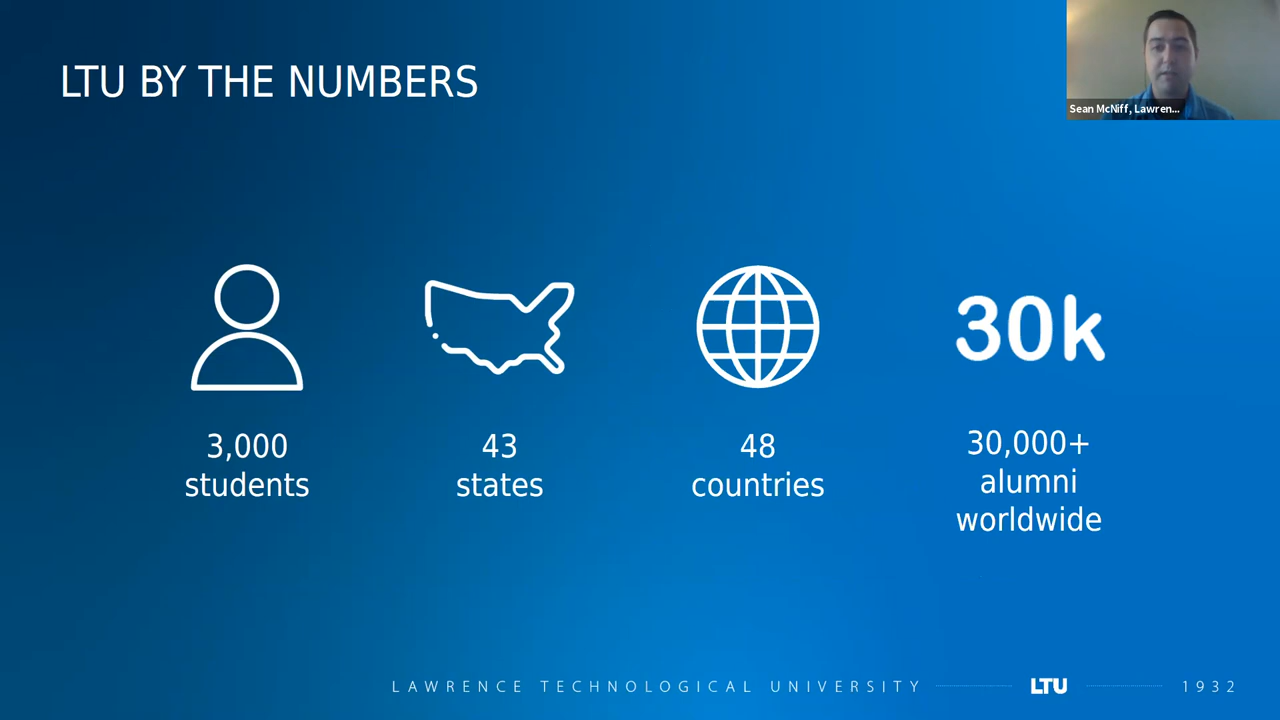 LTU BY THE NUMBERS
Sean McNiff, Lawren...
30k
3,000
students
43
states
48
countries
30,000+
alumni
worldwide
LAWRENCE TECHNOLOGICAL UNIVERSITY LTU 1932